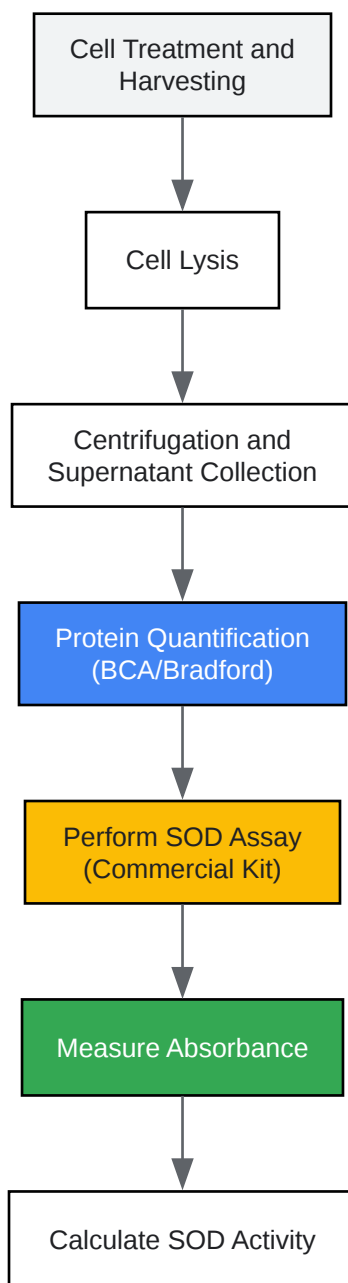 Cell Treatment and
Harvesting
Cell Lysis
Centrifugation and
Supernatant Collection
Protein Quantification
(BCA/Bradford)
Perform SOD Assay
(Commercial Kit)
Measure Absorbance
Calculate SOD Activity